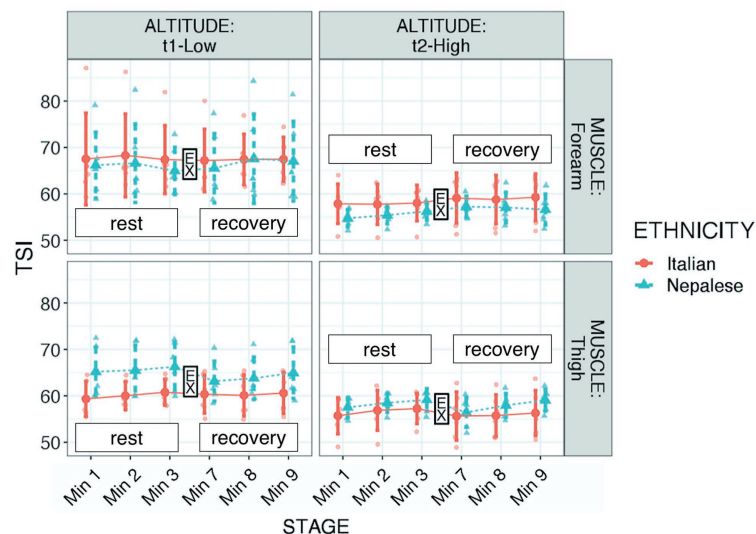 ALTITUDE:
t1-Low
ALTITUDE:
t2-High
80
70
60
50
rest
EX
recovery
rest
EX
recovery
MUSCLE:
Forearm
TSI
80
70
60
50
rest
EX
recovery
rest
EX
recovery
MUSCLE:
Thigh
ETHNICITY
Italian
Nepalese
Min 1
Min 2
Min 3
Min 7
Min 8
Min 9
Min 1
Min 2
Min 3
Min 7
Min 8
Min 9
STAGE